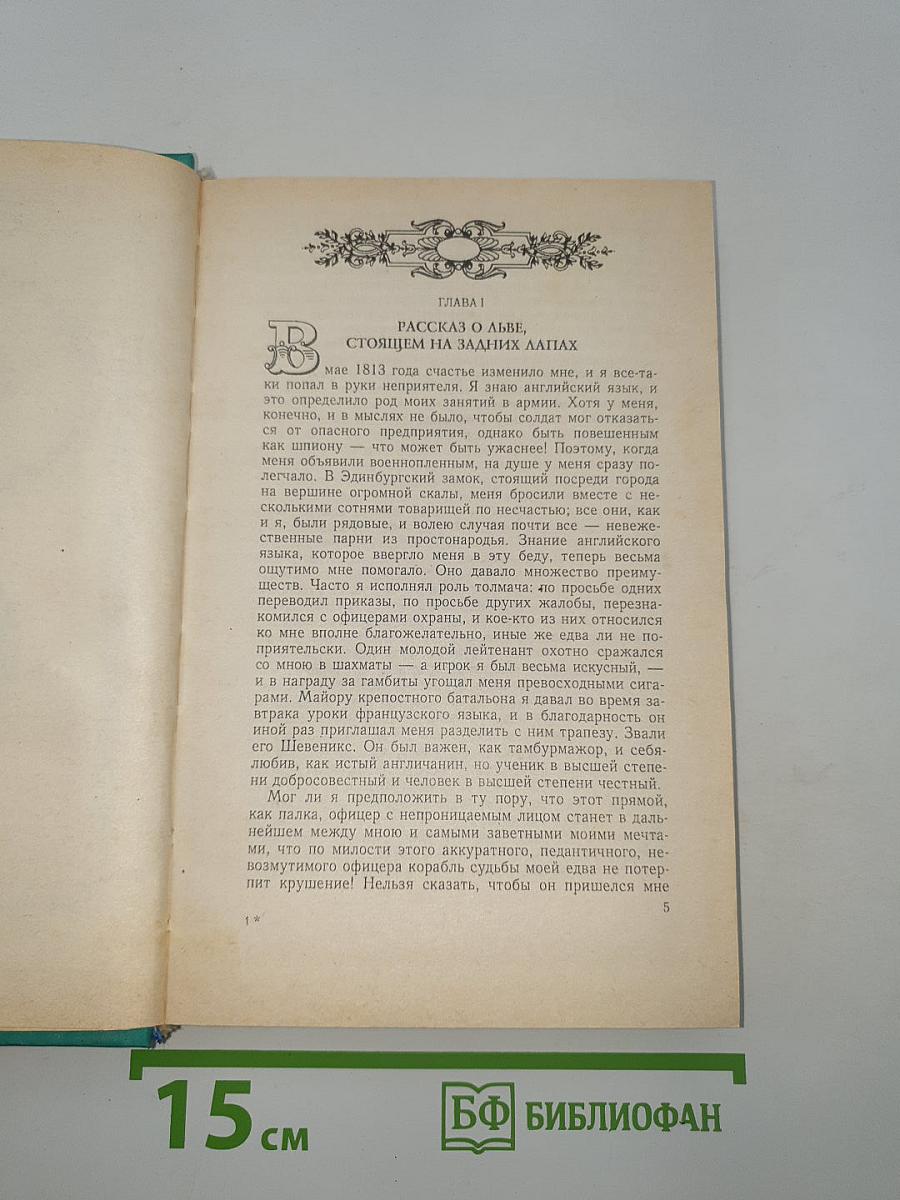 ГЛАВА I
РАССКАЗ О ЛЬВЕ,
СТОЯЩЕМ НА ЗАДНИХ ЛАПАХ
В мае 1813 года счастье изменило мне, и я все-та-
ки попал в руки неприятеля. Я знаю английский язык, и
это определило род моих занятий в армии. Хотя у меня,
конечно, и в мыслях не было, чтобы солдат мог отказать-
ся от опасного предприятия, однако быть повешенным
как шпиону — что может быть ужаснее! Поэтому, когда
меня объявили военнопленным, на душе у меня сразу по-
легчало. В Эдинбургский замок, стоящий посреди города
на вершине огромной скалы, меня бросили вместе с не-
сколькими сотнями товарищей по несчастью; все они, как
и я, были рядовые, и волею случая почти все — невеже-
ственные парни из простонародья. Знание английского
языка, которое ввергло меня в эту беду, теперь весьма
ощутимо мне помогало. Оно давало множество преиму-
ществ. Часто я исполнял роль толмача: по просьбе одних
переводил приказы, по просьбе других жалобы, перезна-
комился с офицерами охраны, и кое-кто из них относился
ко мне вполне благожелательно, иные же едва ли не по-
приятельски. Один молодой лейтенант охотно сражался
со мною в шахматы — а игрок я был весьма искусный, —
и в награду за гамбиты угощал меня превосходными сига-
рами. Майору крепостного батальона я давал во время за-
втрака уроки французского языка, и в благодарность он
иной раз приглашал меня разделить с ним трапезу. Звали
его Шевеникс. Он был важен, как тамбурмажор, и себя-
любив, как истый англичанин, но ученик в высшей степе-
ни добросовестный и человек в высшей степени честный.
Мог ли я предположить в ту пору, что этот прямой,
как палка, офицер с непроницаемым лицом станет в даль-
нейшем между мною и самыми заветными моими мечта-
ми, что по милости этого аккуратного, педантичного, не-
возмутимого офицера корабль судьбы моей едва не потер-
пит крушение! Нельзя сказать, чтобы он пришелся мне
5
1 *
15 см
БФ БИБЛИОФАН